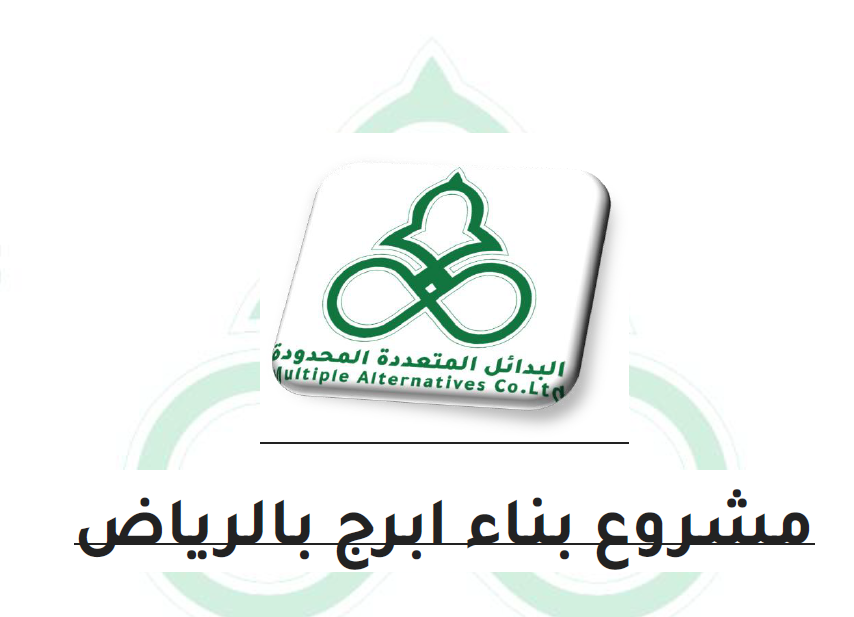 البدائل المتعددة المحدودة
Multiple Alternatives Co.Ltd
مشروع بناء ابرج بالرياض